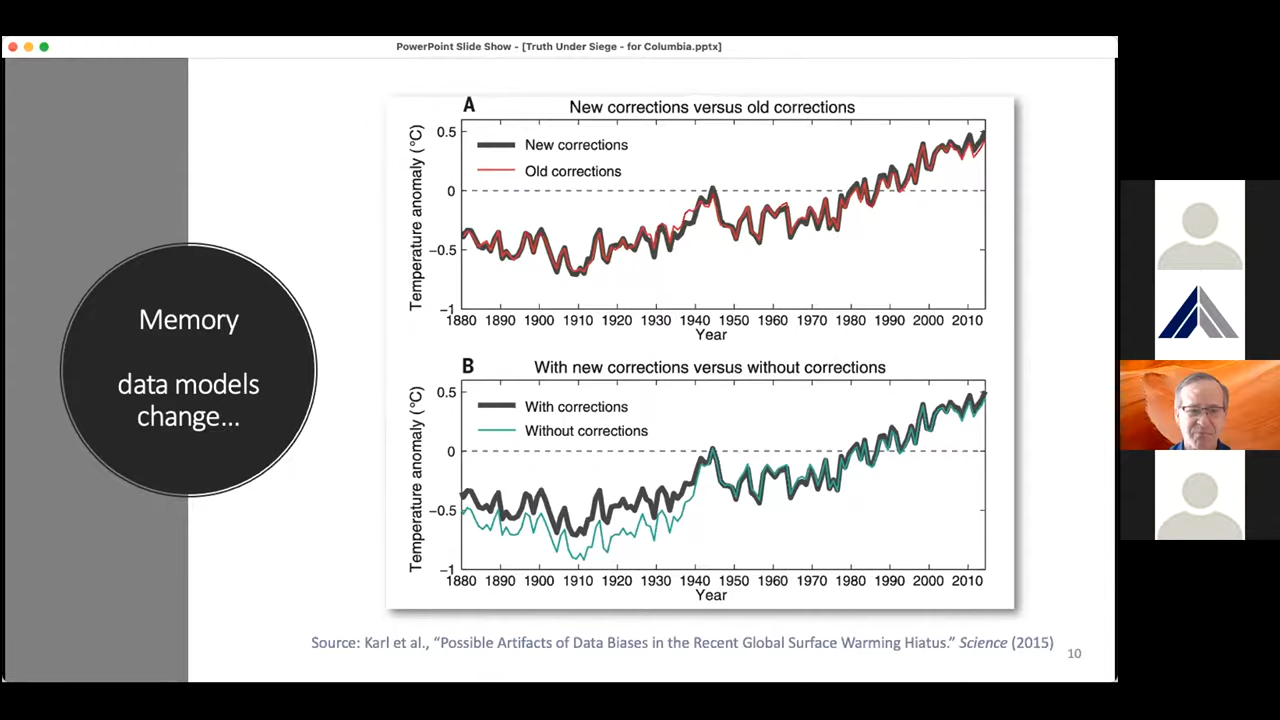 PowerPoint Slide Show - [Truth Under Siege - for Columbia.pptx]
Memory
data models
change...
A
New corrections versus old corrections
Temperature anomaly (°C)
0.5
0
−0.5
−1
New corrections
Old corrections
1880 1890 1900 1910 1920 1930 1940 1950 1960 1970 1980 1990 2000 2010
Year
B
With new corrections versus without corrections
Temperature anomaly (°C)
0.5
0
−0.5
−1
With corrections
Without corrections
1880 1890 1900 1910 1920 1930 1940 1950 1960 1970 1980 1990 2000 2010
Year
Source: Karl et al., “Possible Artifacts of Data Biases in the Recent Global Surface Warming Hiatus.” Science (2015)
10